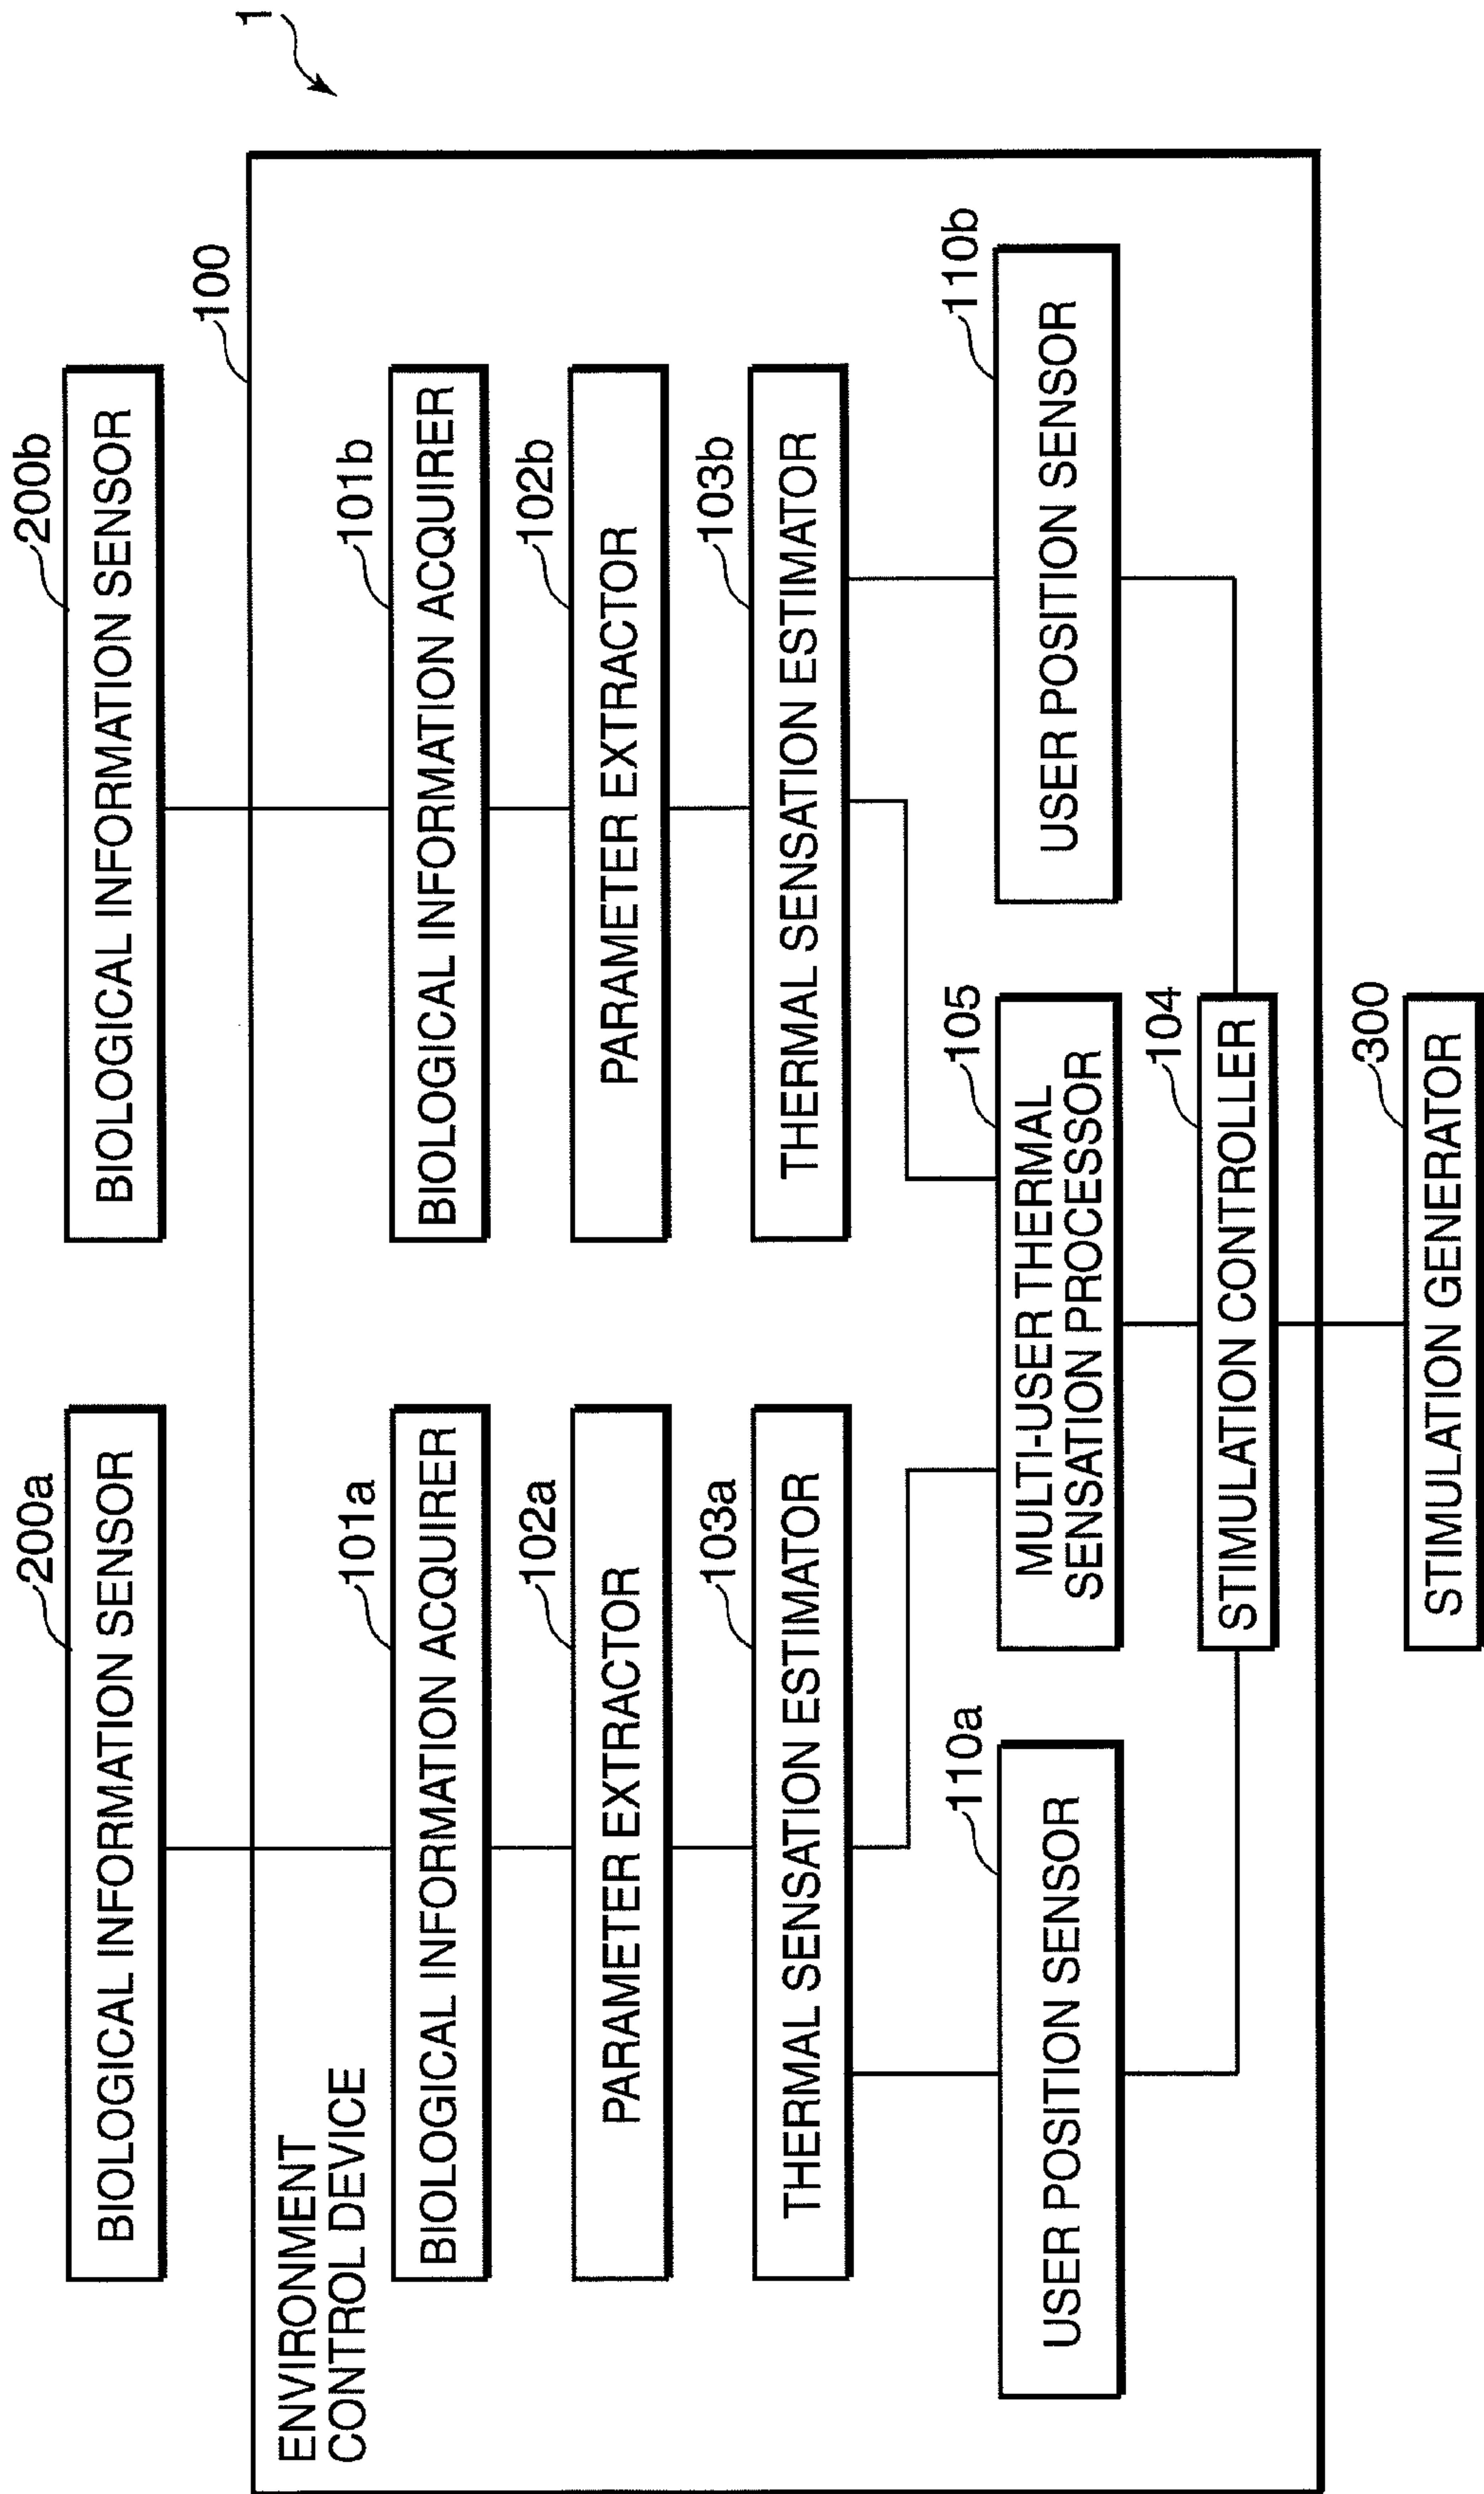 1
200a
BIOLOGICAL INFORMATION SENSOR
200b
BIOLOGICAL INFORMATION SENSOR
100
ENVIRONMENT
CONTROL DEVICE
101a
BIOLOGICAL INFORMATION ACQUIRER
101b
BIOLOGICAL INFORMATION ACQUIRER
102a
PARAMETER EXTRACTOR
102b
PARAMETER EXTRACTOR
103a
THERMAL SENSATION ESTIMATOR
103b
THERMAL SENSATION ESTIMATOR
110a
USER POSITION SENSOR
105
MULTI-USER THERMAL
SENSATION PROCESSOR
110b
USER POSITION SENSOR
104
STIMULATION CONTROLLER
300
STIMULATION GENERATOR